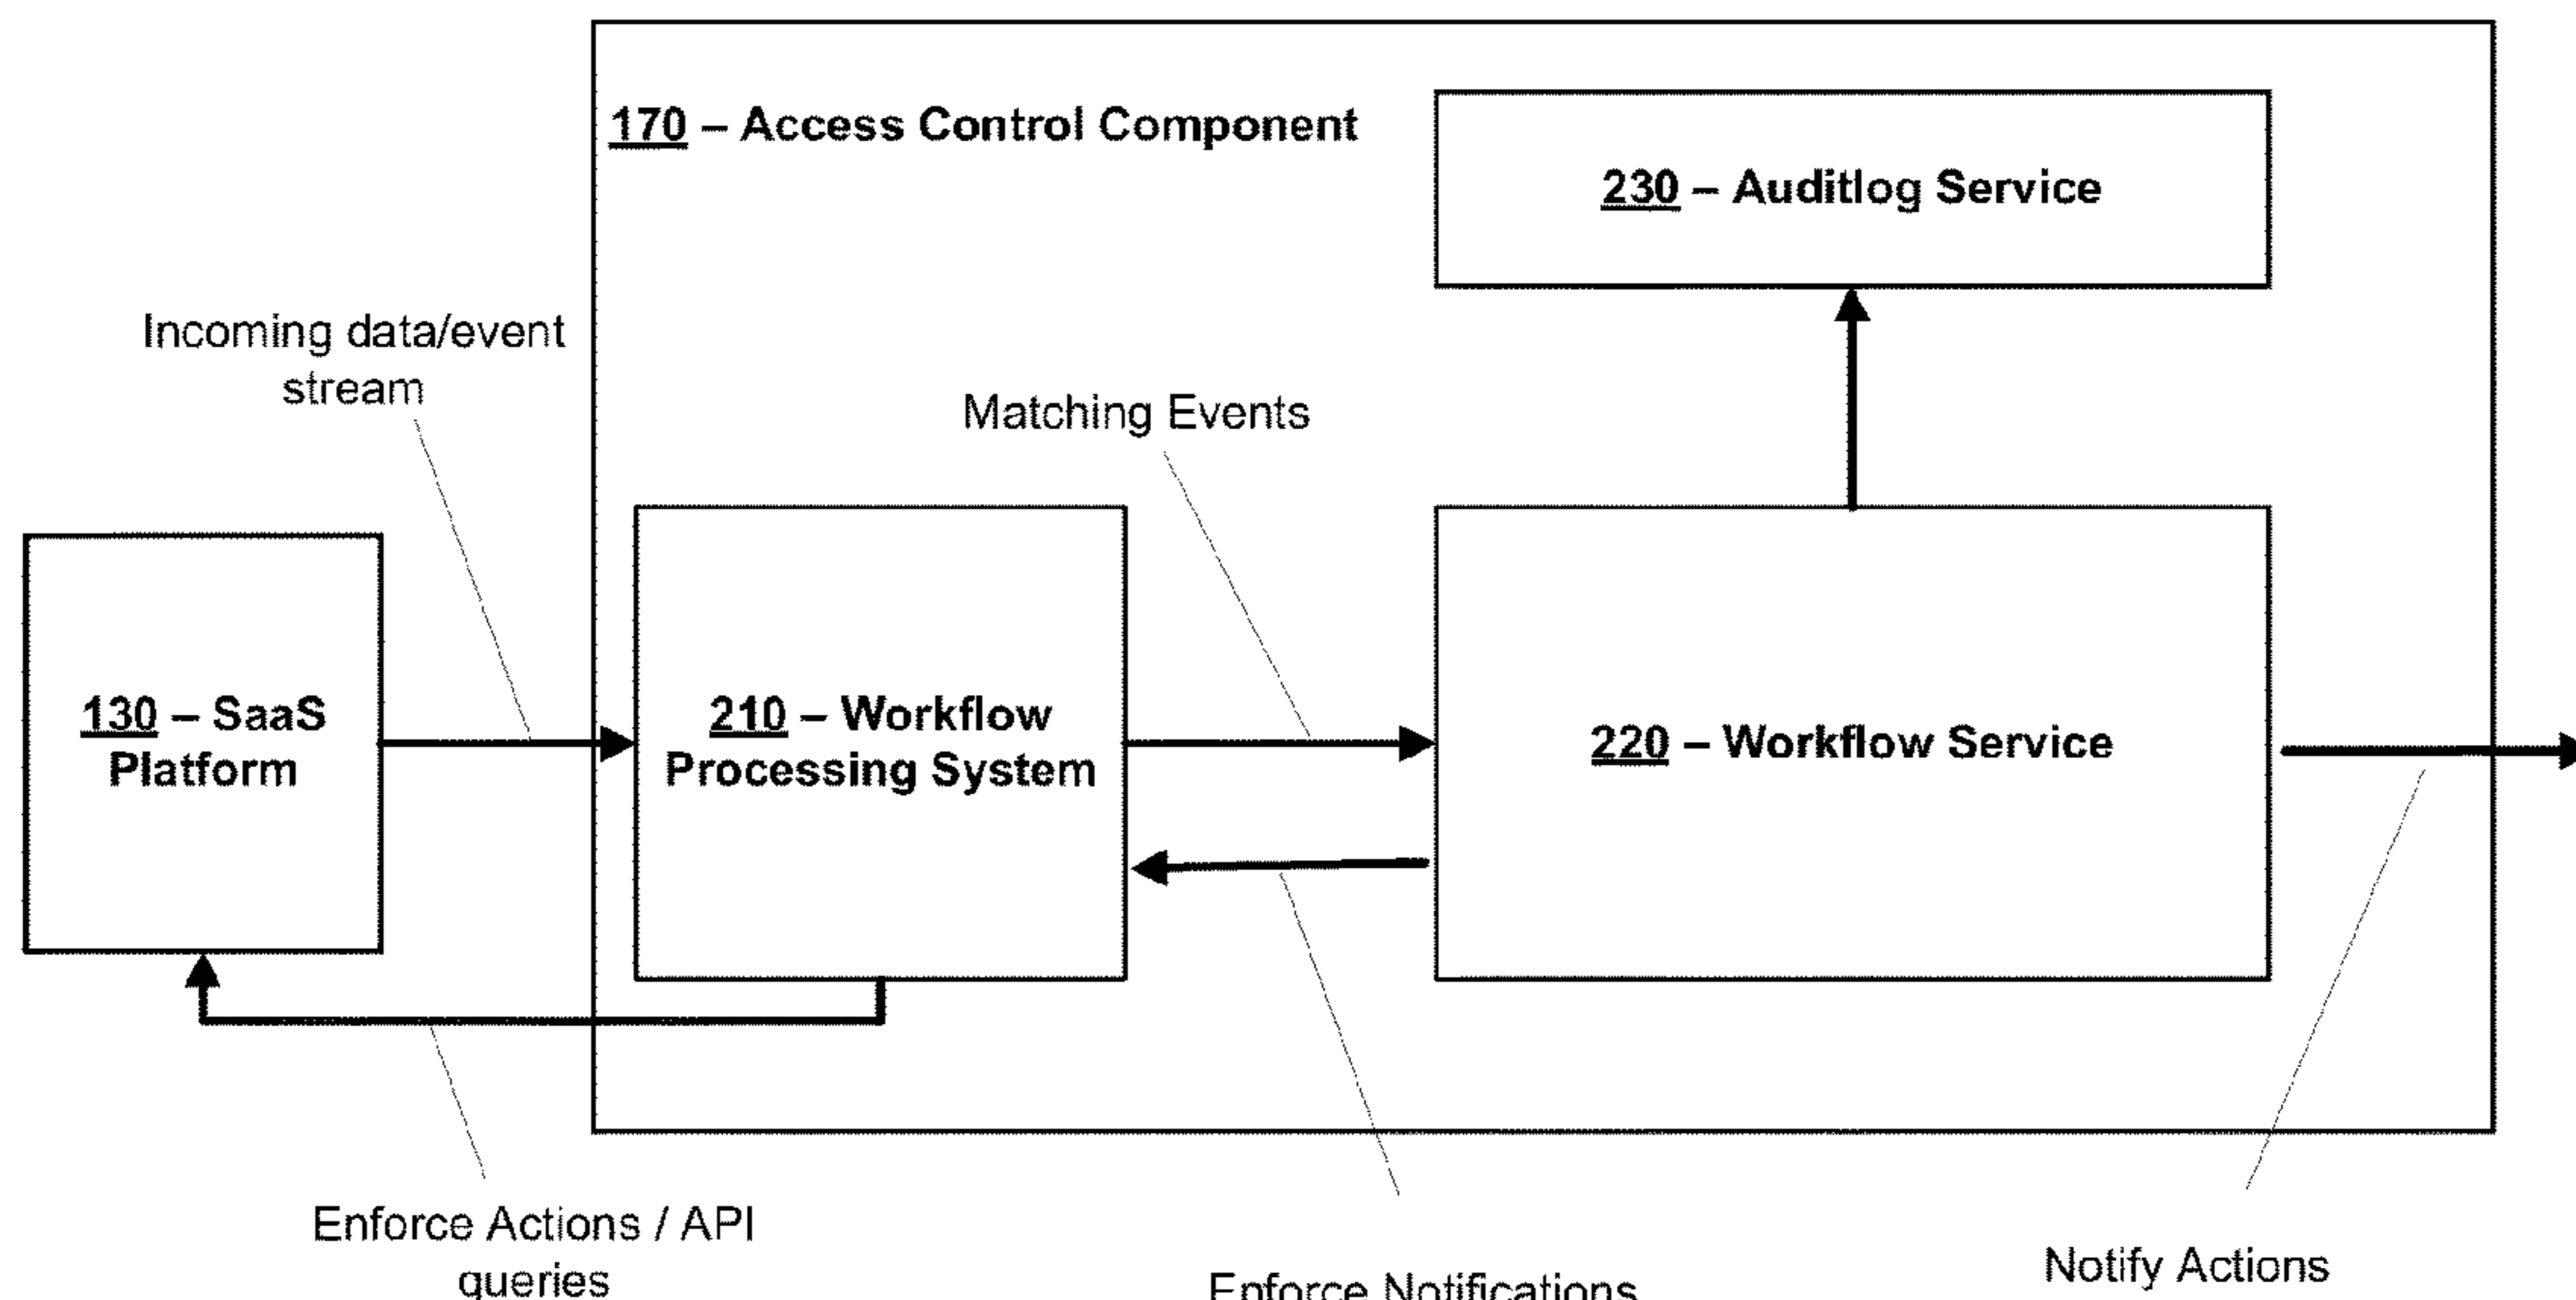 170 – Access Control Component
230 – Auditlog Service
Incoming data/event
stream
Matching Events
130 – SaaS
Platform
210 – Workflow
Processing System
220 – Workflow Service
Enforce Actions / API
queries
Enforce Notifications
Notify Actions